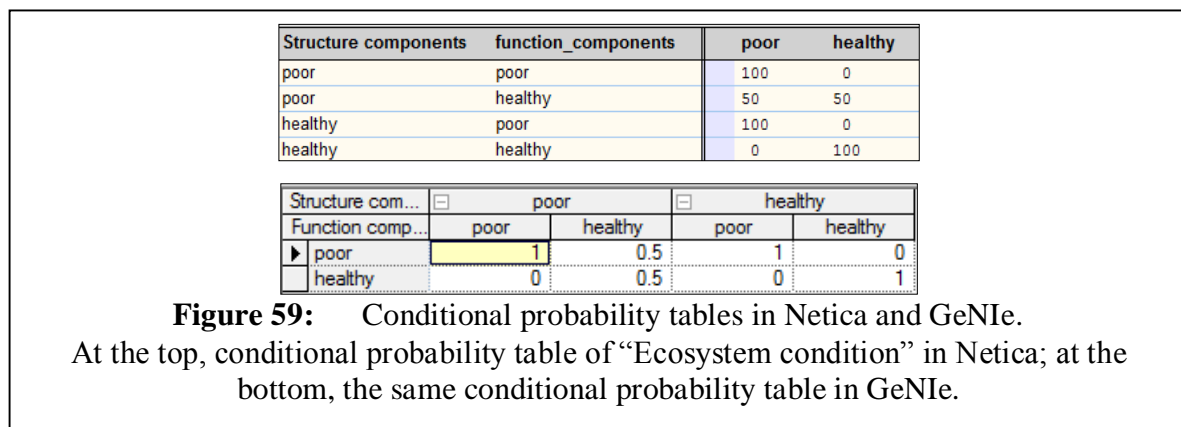 Structure components function_components poor healthy
poor poor 100 0
poor healthy 50 50
healthy poor 100 0
healthy healthy 0 100
Structure com... poor healthy
Function comp... poor healthy poor healthy
poor 1 0.5 1 0
healthy 0 0.5 0 1
Figure 59: Conditional probability tables in Netica and GeNIe.
At the top, conditional probability table of “Ecosystem condition” in Netica; at the
bottom, the same conditional probability table in GeNIe.